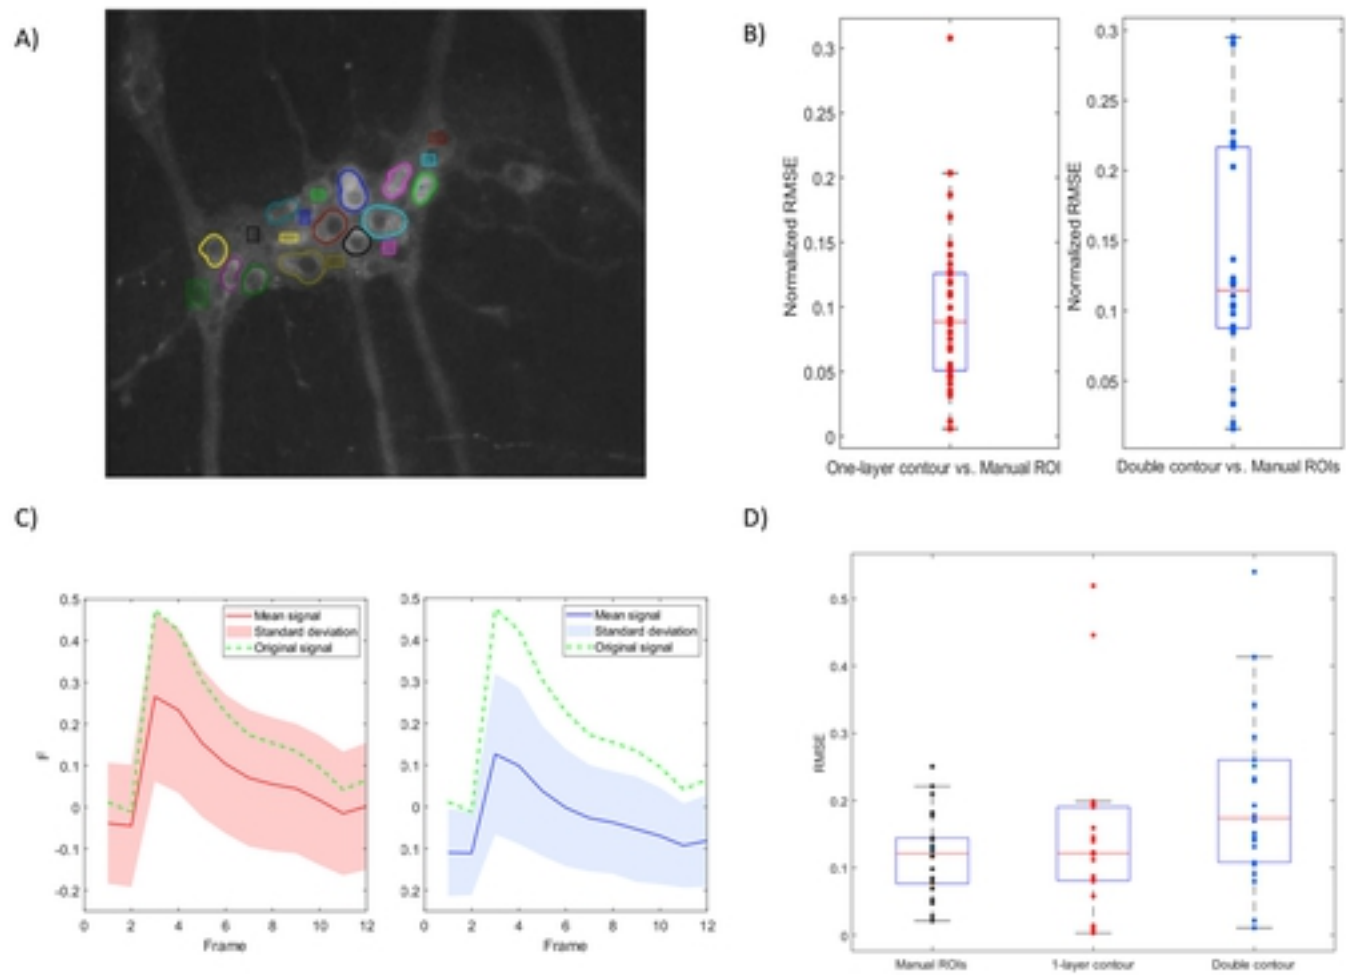 A)
B)
0.3
0.25
0.2
0.15
0.1
0.05
0
Normalized RMSE
One-layer contour vs. Manual ROI
0.3
0.25
0.2
0.15
0.1
0.05
Normalized RMSE
Double contour vs. Manual ROIs
C)
0.5
0.4
0.3
0.2
0.1
0
-0.1
-0.2
F
0 2 4 6 8 10 12
Frame
Mean signal
Standard deviation
Original signal
0.5
0.4
0.3
0.2
0.1
0
0.1
0.2
0 2 4 6 8 10 12
Frame
Mean signal
Standard deviation
Original signal
D)
0.5
0.4
0.3
0.2
0.1
0
RMSE
Manual ROIs
1-layer contour
Double contour